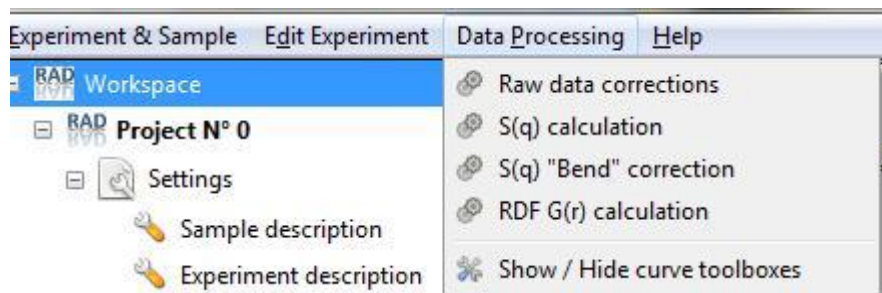 Experiment & Sample Edit Experiment Data Processing Help
RAD Workspace
RAD Project N° 0
Settings
Sample description
Experiment description
Raw data corrections
S(q) calculation
S(q) "Bend" correction
RDF G(r) calculation
Show / Hide curve toolboxes